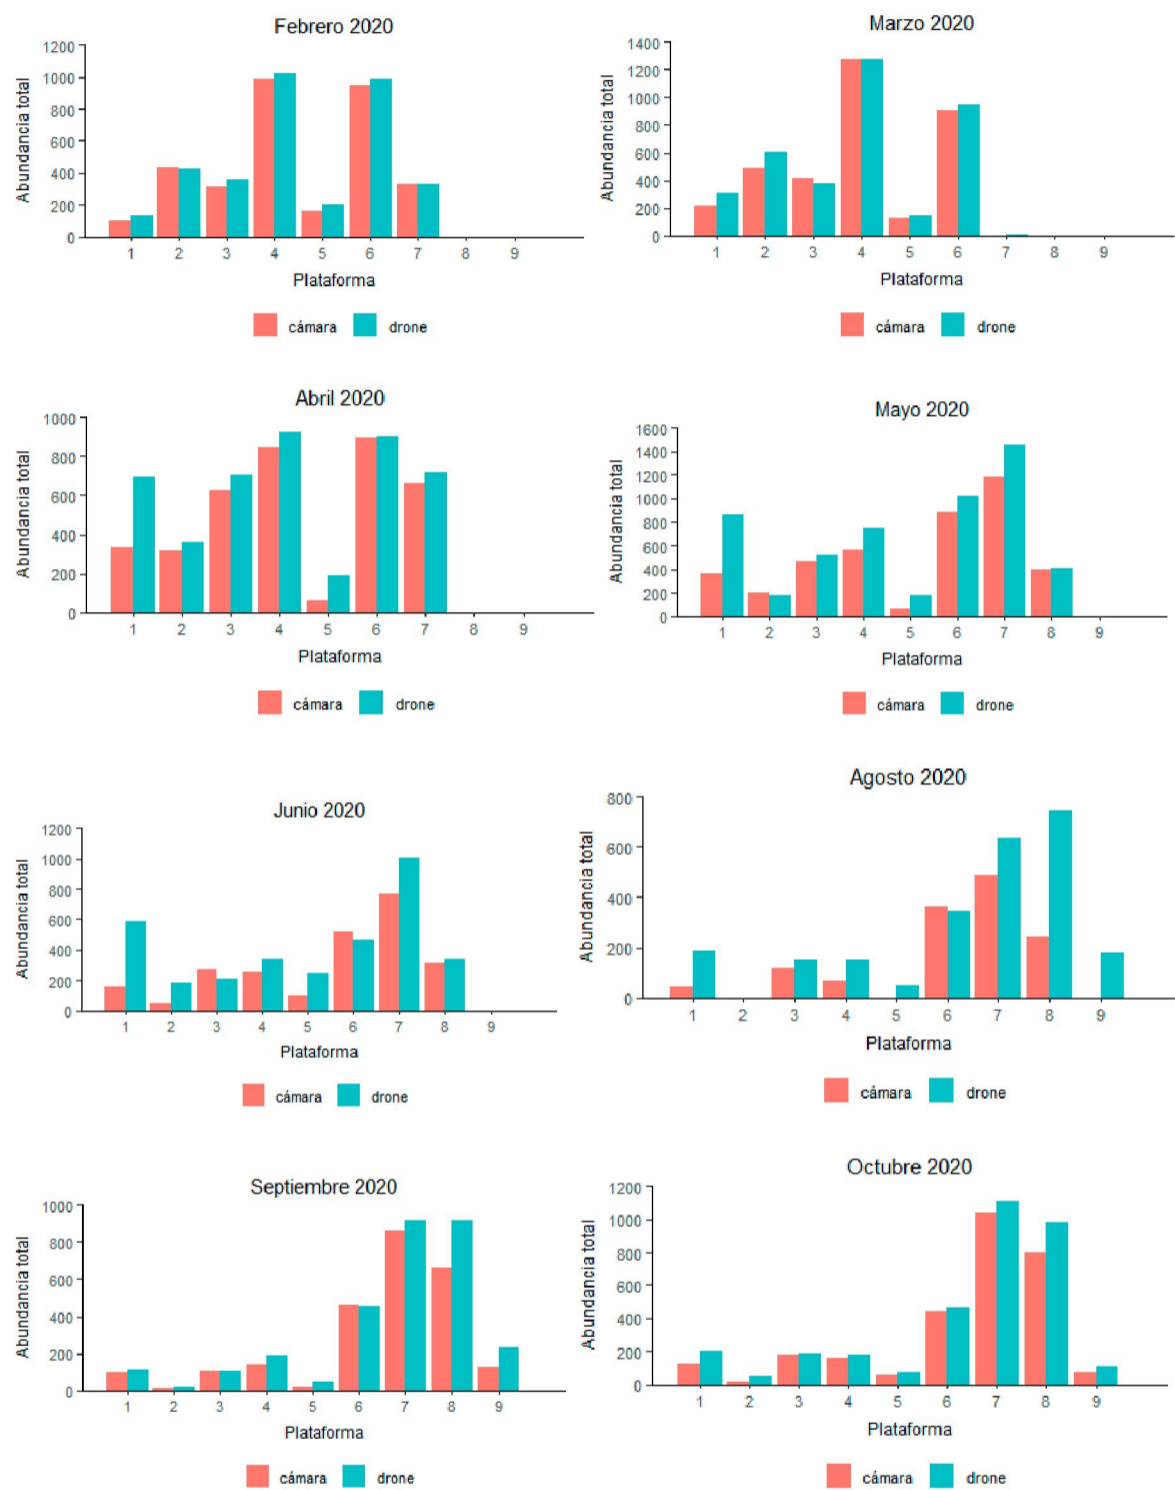 Febrero 2020
Abundancia total
1200
1000
800
600
400
200
0
1 2 3 4 5 6 7 8 9
Plataforma
cámara drone
Marzo 2020
Abundancia total
1400
1200
1000
800
600
400
200
0
1 2 3 4 5 6 7 8 9
Plataforma
cámara drone
Abril 2020
Abundancia total
1000
800
600
400
200
0
1 2 3 4 5 6 7 8 9
Plataforma
cámara drone
Mayo 2020
Abundancia total
1600
1400
1200
1000
800
600
400
200
0
1 2 3 4 5 6 7 8 9
Plataforma
cámara drone
Junio 2020
Abundancia total
1200
1000
800
600
400
200
0
1 2 3 4 5 6 7 8 9
Plataforma
cámara drone
Agosto 2020
Abundancia total
800
600
400
200
0
1 2 3 4 5 6 7 8 9
Plataforma
cámara drone
Septiembre 2020
Abundancia total
1000
800
600
400
200
0
1 2 3 4 5 6 7 8 9
Plataforma
cámara drone
Octubre 2020
Abundancia total
1200
1000
800
600
400
200
0
1 2 3 4 5 6 7 8 9
Plataforma
cámara drone